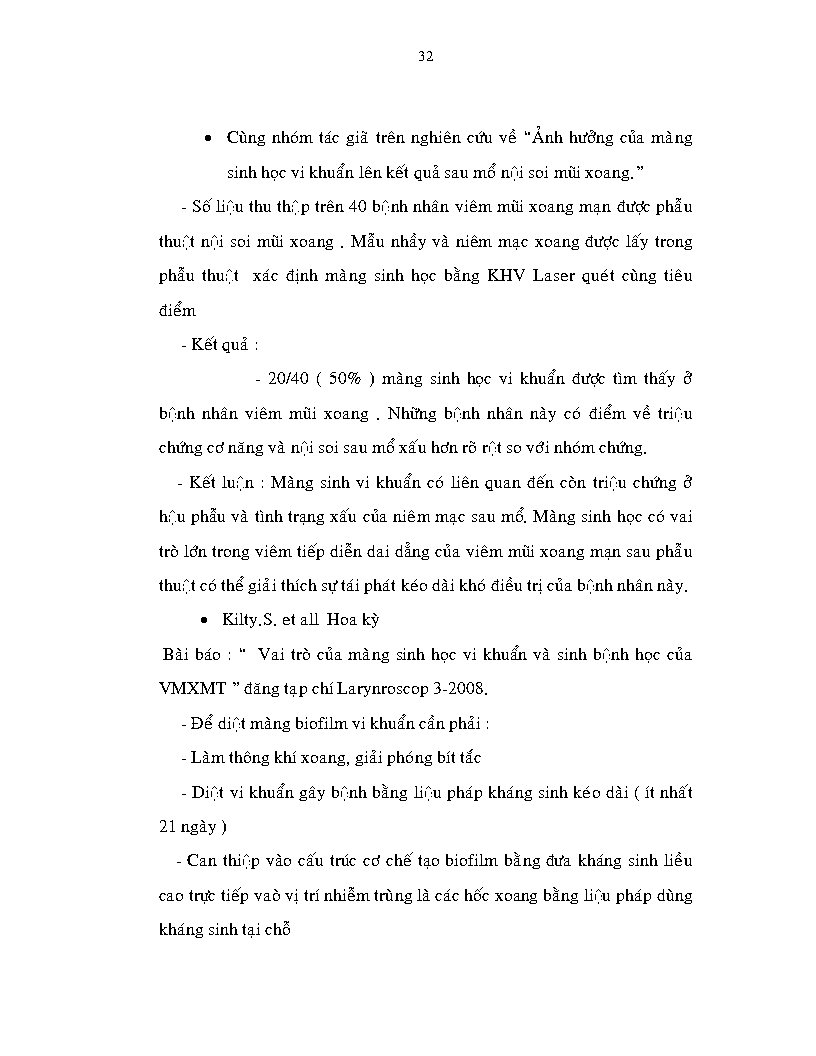 32
• Cùng nhóm tác giã trên nghiên cứu về “Ảnh hưởng của màng
sinh học vi khuẩn lên kết quả sau mổ nội soi mũi xoang.”
- Số liệu thu thập trên 40 bệnh nhân viêm mũi xoang mạn được phẫu
thuật nội soi mũi xoang . Mẫu nhầy và niêm mạc xoang được lấy trong
phẫu thuật xác định màng sinh học bằng KHV Laser quét cùng tiêu
điểm
- Kết quả :
- 20/40 ( 50% ) màng sinh học vi khuẩn được tìm thấy ở
bệnh nhân viêm mũi xoang . Những bệnh nhân này có điểm về triệu
chứng cơ năng và nội soi sau mổ xấu hơn rõ rột so với nhóm chứng.
- Kết luận : Màng sinh vi khuẩn có liên quan đến còn triệu chứng ở
hậu phẫu và tình trạng xấu của niêm mạc sau mổ. Màng sinh học có vai
trò lớn trong viêm tiếp diễn dai dẳng của viêm mũi xoang mạn sau phẫu
thuật có thể giải thích sự tái phát kéo dài khó điều trị của bệnh nhân này.
• Kilty.S. et all Hoa kỳ
Bài báo : “ Vai trò của màng sinh học vi khuẩn và sinh bệnh học của
VMXMT ” đăng tạp chí Larynroscop 3-2008.
- Để diệt màng biofilm vi khuẩn cần phải :
- Làm thông khí xoang, giải phóng bít tắc
- Diệt vi khuẩn gây bệnh bằng liệu pháp kháng sinh kéo dài ( ít nhất
21 ngày )
- Can thiệp vào cấu trúc cơ chế tạo biofilm bằng đưa kháng sinh liều
cao trực tiếp vaò vị trí nhiễm trùng là các hốc xoang bằng liệu pháp dùng
kháng sinh tại chỗ